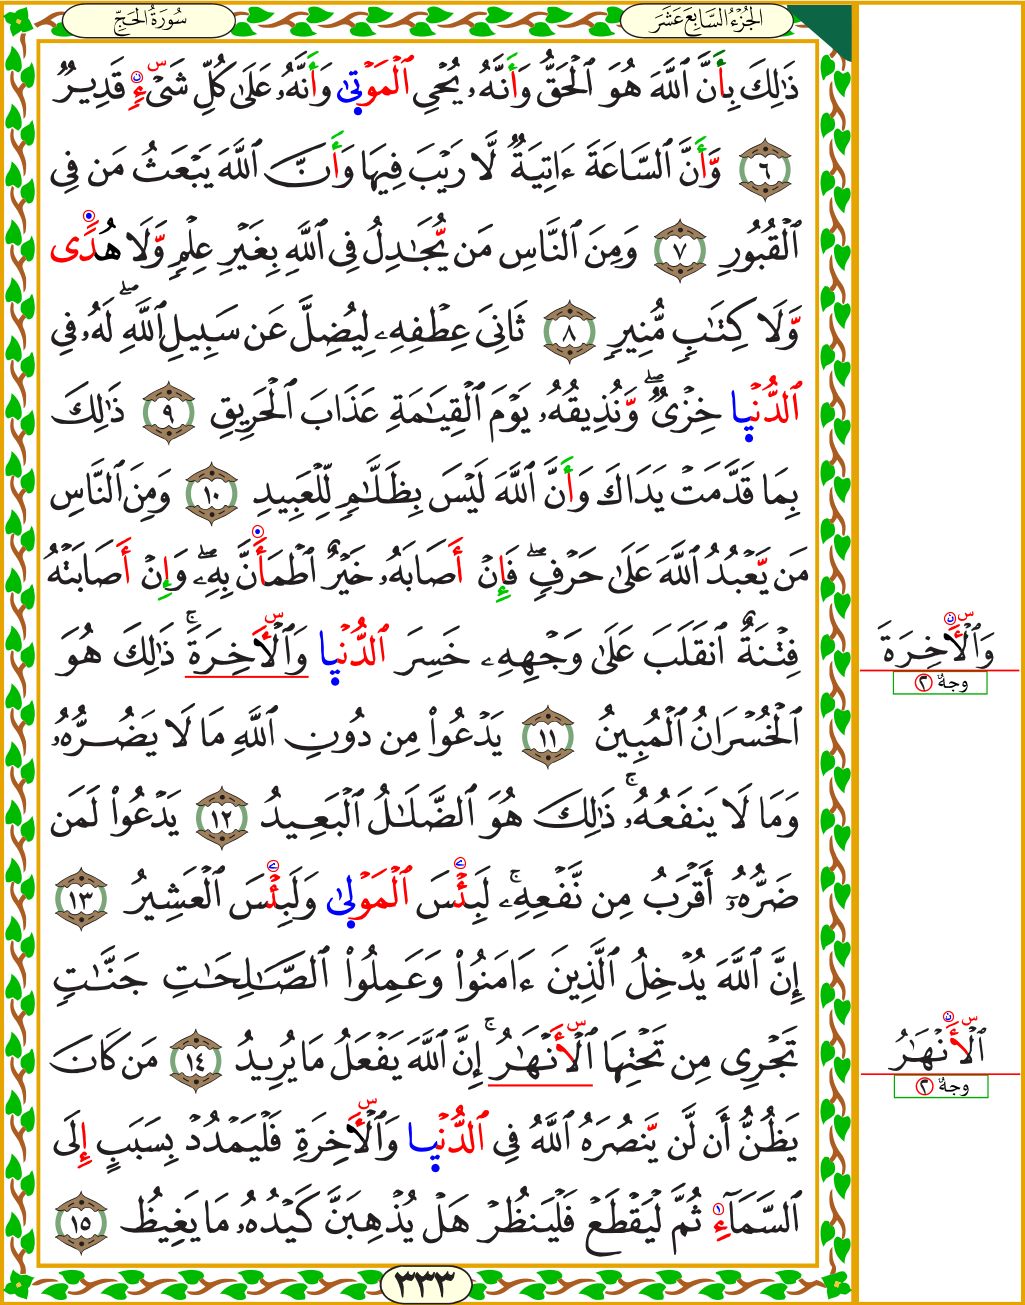 الجُزْءُ السَّابِعَ عَشَرَ
سُورَةُ الحَجِّ
ذَٰلِكَ بِأَنَّ ٱللَّهَ هُوَ ٱلْحَقُّ وَأَنَّهُۥ يُحْىِ ٱلْمَوْتَىٰ وَأَنَّهُۥ عَلَىٰ كُلِّ شَىْءٍ قَدِيرٌ
٦ وَأَنَّ ٱلسَّاعَةَ ءَاتِيَةٌ لَّا رَيْبَ فِيهَا وَأَنَّ ٱللَّهَ يَبْعَثُ مَن فِى
ٱلْقُبُورِ ٧ وَمِنَ ٱلنَّاسِ مَن يُّجَٰدِلُ فِى ٱللَّهِ بِغَيْرِ عِلْمٍ وَّلَا هُدًى
وَّلَا كِتَٰبٍ مُّنِيرٍ ٨ ثَانِىَ عِطْفِهِۦ لِيُضِلَّ عَن سَبِيلِ ٱللَّهِۖ لَهُۥ فِى
ٱلدُّنْيَا خِزْىٌۖ وَّنُذِيقُهُۥ يَوْمَ ٱلْقِيَٰمَةِ عَذَابَ ٱلْحَرِيقِ ٩ ذَٰلِكَ
بِمَا قَدَّمَتْ يَدَاكَ وَأَنَّ ٱللَّهَ لَيْسَ بِظَلَّٰمٍ لِّلْعَبِيدِ ١٠ وَمِنَ ٱلنَّاسِ
مَن يَّعْبُدُ ٱللَّهَ عَلَىٰ حَرْفٍۖ فَإِنْ أَصَابَهُۥ خَيْرٌ ٱطْمَأَنَّ بِهِۦۖ وَإِنْ أَصَابَتْهُ
فِتْنَةٌ ٱنقَلَبَ عَلَىٰ وَجْهِهِۦ خَسِرَ ٱلدُّنْيَا وَٱلْأَخِرَةَۚ ذَٰلِكَ هُوَ
ٱلْخُسْرَانُ ٱلْمُبِينُ ١١ يَدْعُوا۟ مِن دُونِ ٱللَّهِ مَا لَا يَضُرُّهُۥ
وَمَا لَا يَنفَعُهُۥۚ ذَٰلِكَ هُوَ ٱلضَّلَٰلُ ٱلْبَعِيدُ ١٢ يَدْعُوا۟ لَمَن
ضَرُّهُۥٓ أَقْرَبُ مِن نَّفْعِهِۦۚ لَبِئْسَ ٱلْمَوْلَىٰ وَلَبِئْسَ ٱلْعَشِيرُ ١٣
إِنَّ ٱللَّهَ يُدْخِلُ ٱلَّذِينَ ءَامَنُوا۟ وَعَمِلُوا۟ ٱلصَّٰلِحَٰتِ جَنَّٰتٍ
تَجْرِى مِن تَحْتِهَا ٱلْأَنْهَٰرُۚ إِنَّ ٱللَّهَ يَفْعَلُ مَا يُرِيدُ ١٤ مَن كَانَ
يَظُنُّ أَن لَّن يَّنصُرَهُ ٱللَّهُ فِى ٱلدُّنْيَا وَٱلْأَخِرَةِ فَلْيَمْدُدْ بِسَبَبٍ إِلَى
ٱلسَّمَآءِ ثُمَّ لْيَقْطَعْ فَلْيَنظُرْ هَلْ يُذْهِبَنَّ كَيْدُهُۥ مَا يَغِيظُ ١٥
وَٱلْأَخِرَةَ
وجهٌ ٢
ٱلْأَنْهَٰرُ
وجهٌ ٢
٣٣٣